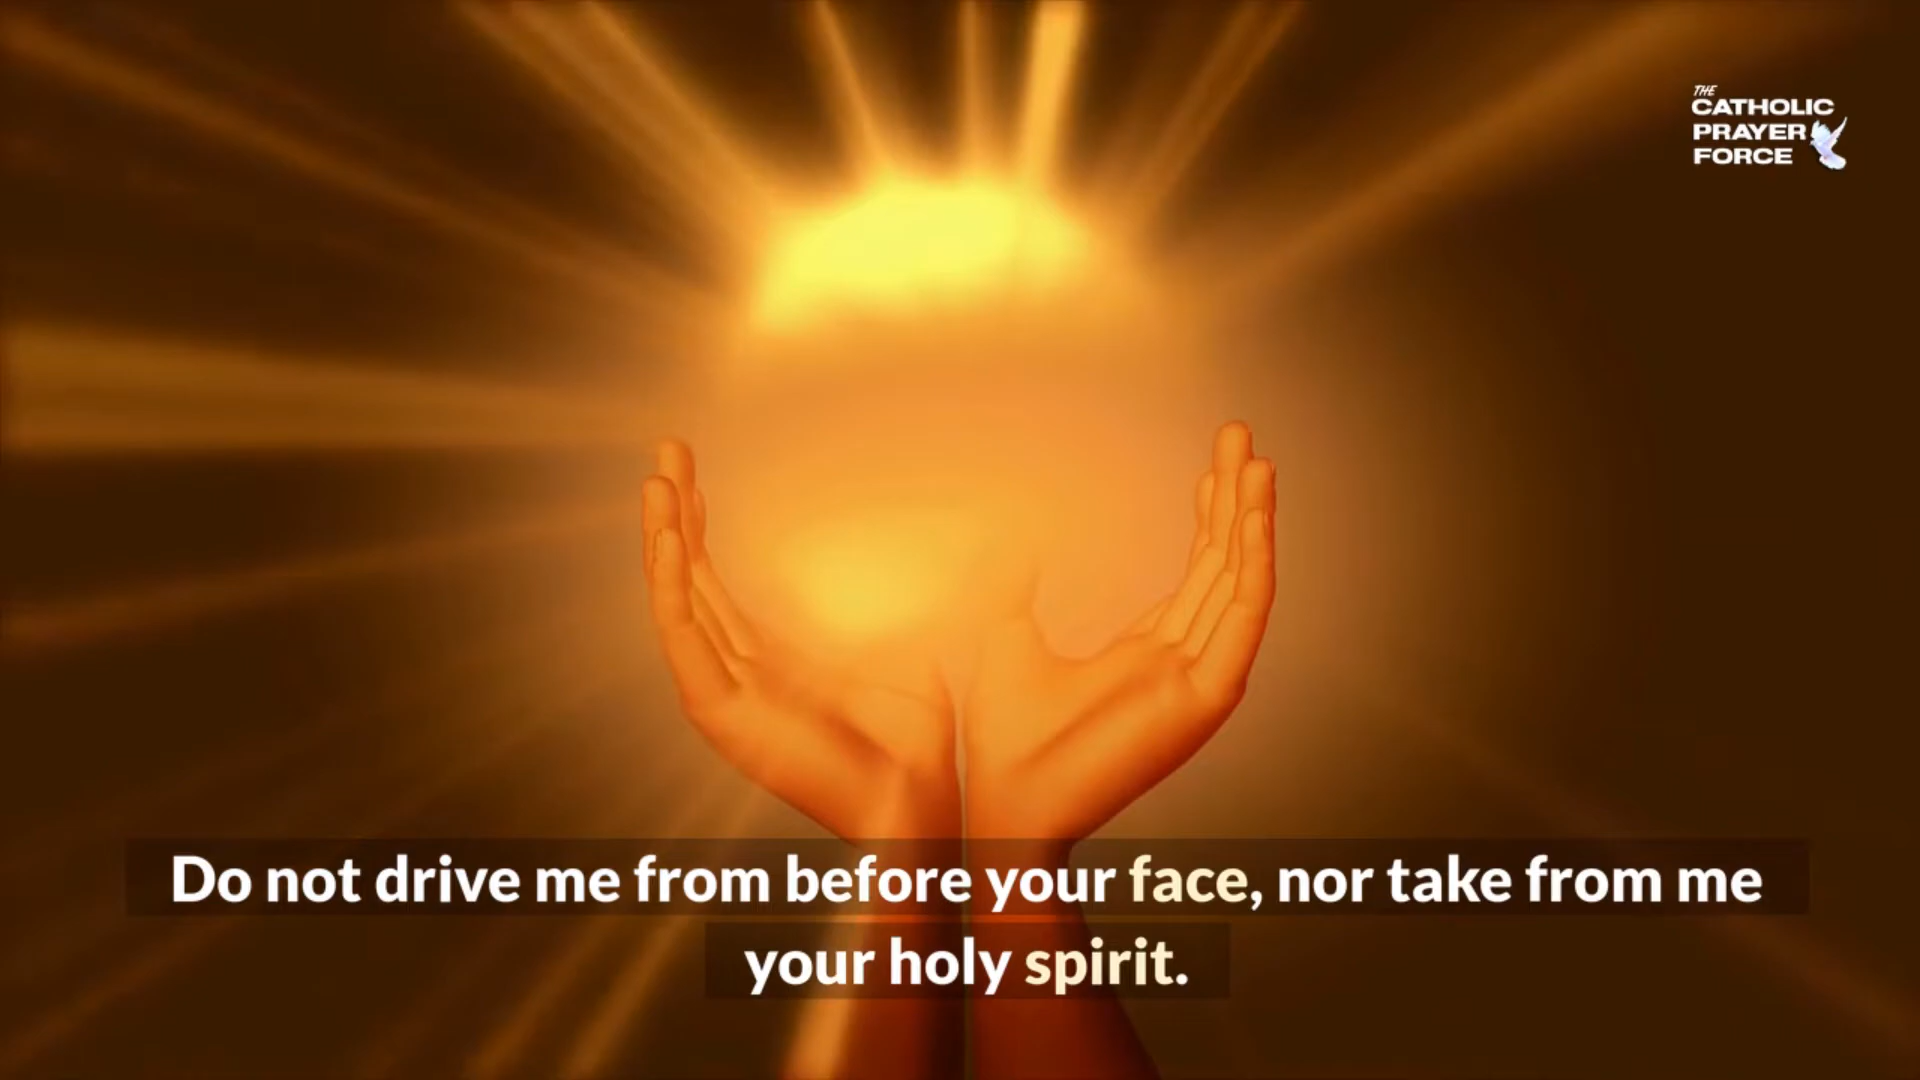 THE
CATHOLIC
PRAYER
FORCE
Do not drive me from before your face, nor take from me
your holy spirit.